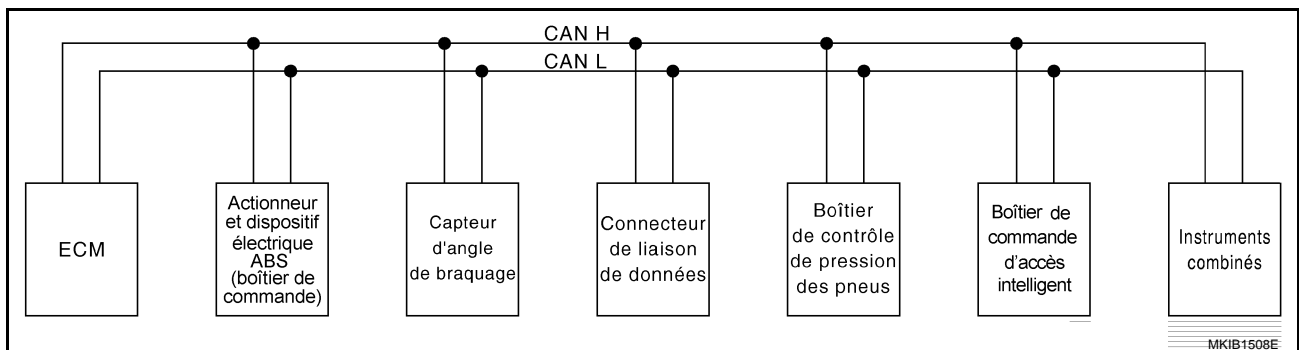 CAN H
CAN L
ECM
Actionneur
et dispositif
électrique
ABS
(boîtier de
commande)
Capteur
d'angle
de braquage
Connecteur
de liaison
de données
Boîtier
de contrôle
de pression
des pneus
Boîtier de
commande
d'accès
intelligent
Instruments
combinés
MKIB1508E